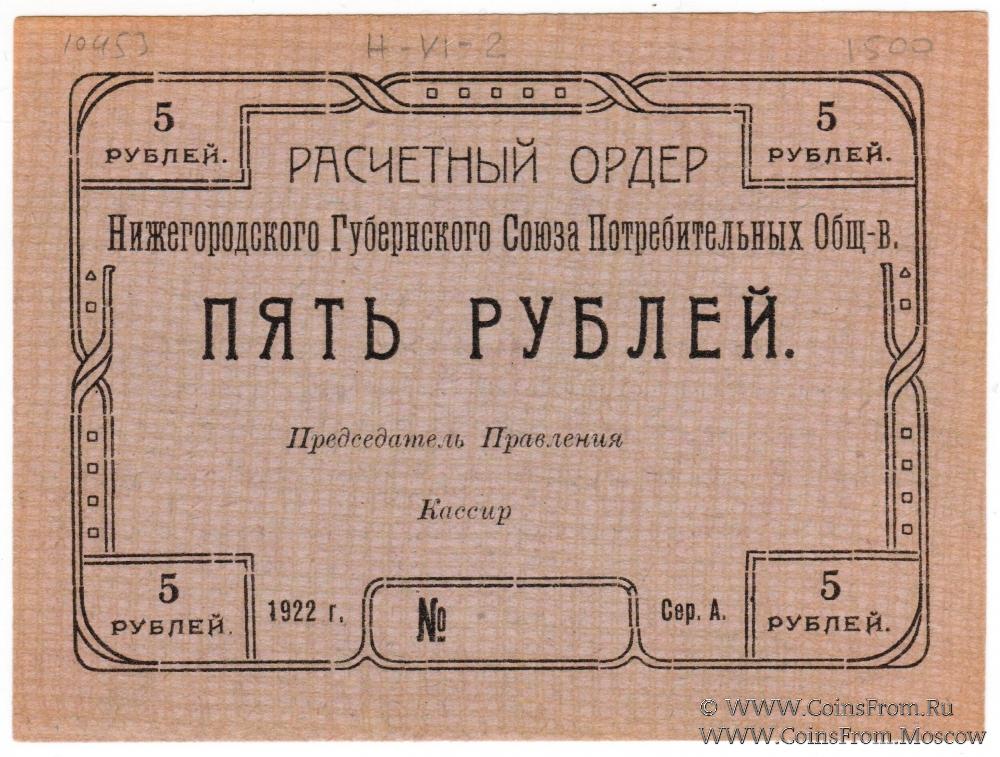 10453 Н-VI-2 1500
5 РУБЛЕЙ.
5 РУБЛЕЙ.
РАСЧЕТНЫЙ ОРДЕР
Нижегородского Губернского Союза Потребительных Общ-в.
ПЯТЬ РУБЛЕЙ.
Председатель Правления
Кассир
5 РУБЛЕЙ.
1922 г.
№
Сер. А.
5 РУБЛЕЙ.
© WWW.CoinsFrom.Ru
WWW.CoinsFrom.Moscow